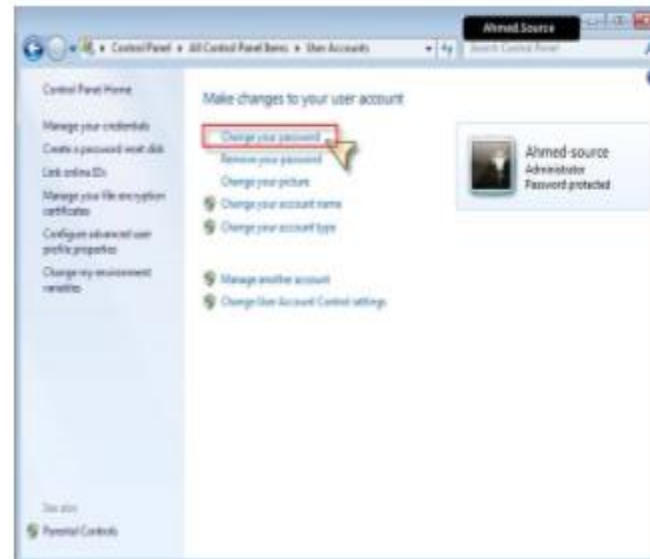 Ahmed.Source
Control Panel All Control Panel Items User Accounts
Search Control Panel
Control Panel Home
Make changes to your user account
Manage your credentials
Create a password reset disk
Link online IDs
Manage your file encryption
certificates
Configure advanced user
profile properties
Change my environment
variables
Change your password
Remove your password
Change your picture
Change your account name
Change your account type
Manage another account
Change User Account Control settings
Ahmed-source
Administrator
Password protected
See also
Parental Controls